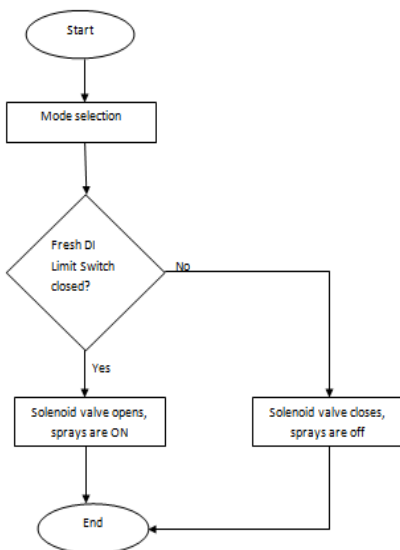 Start
Mode selection
Fresh DI
Limit Switch
closed?
No
Yes
Solenoid valve opens,
sprays are ON
Solenoid valve closes,
sprays are off
End